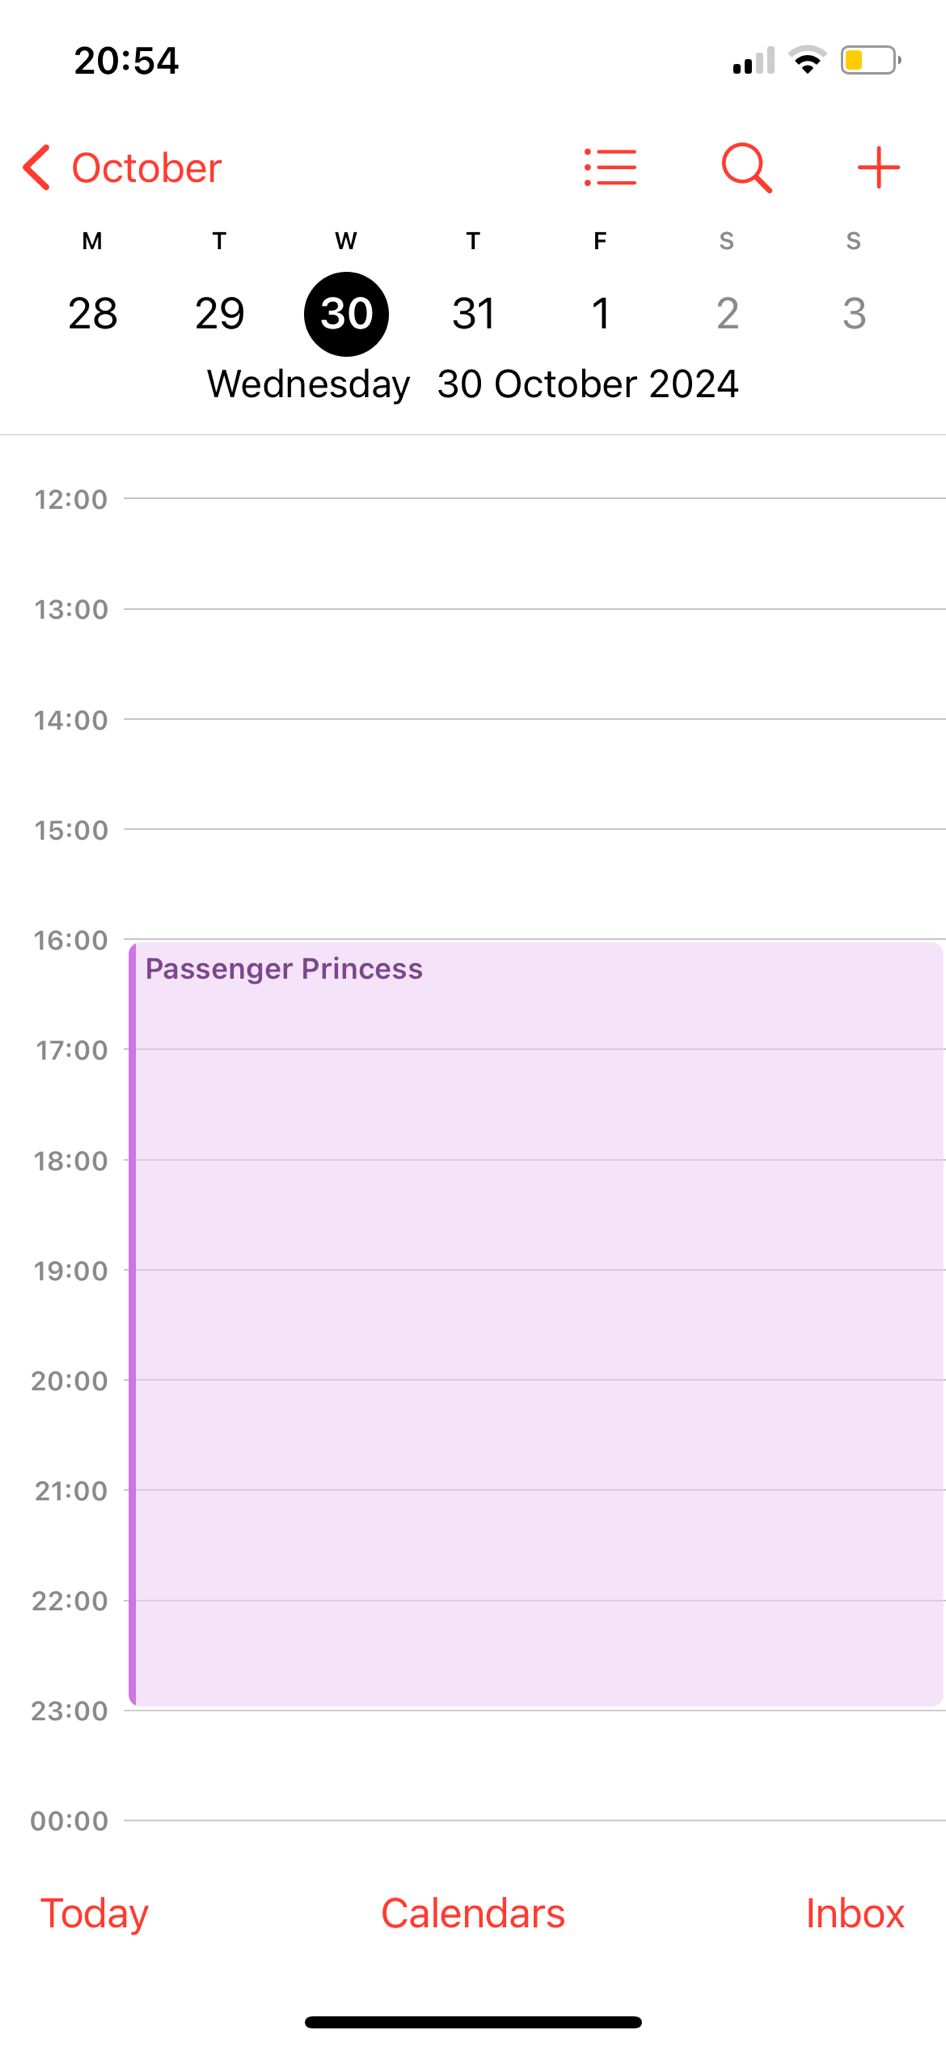 20:54
October
M T W T F S S
28 29 30 31 1 2 3
Wednesday 30 October 2024
12:00
13:00
14:00
15:00
16:00
Passenger Princess
17:00
18:00
19:00
20:00
21:00
22:00
23:00
00:00
Today Calendars Inbox